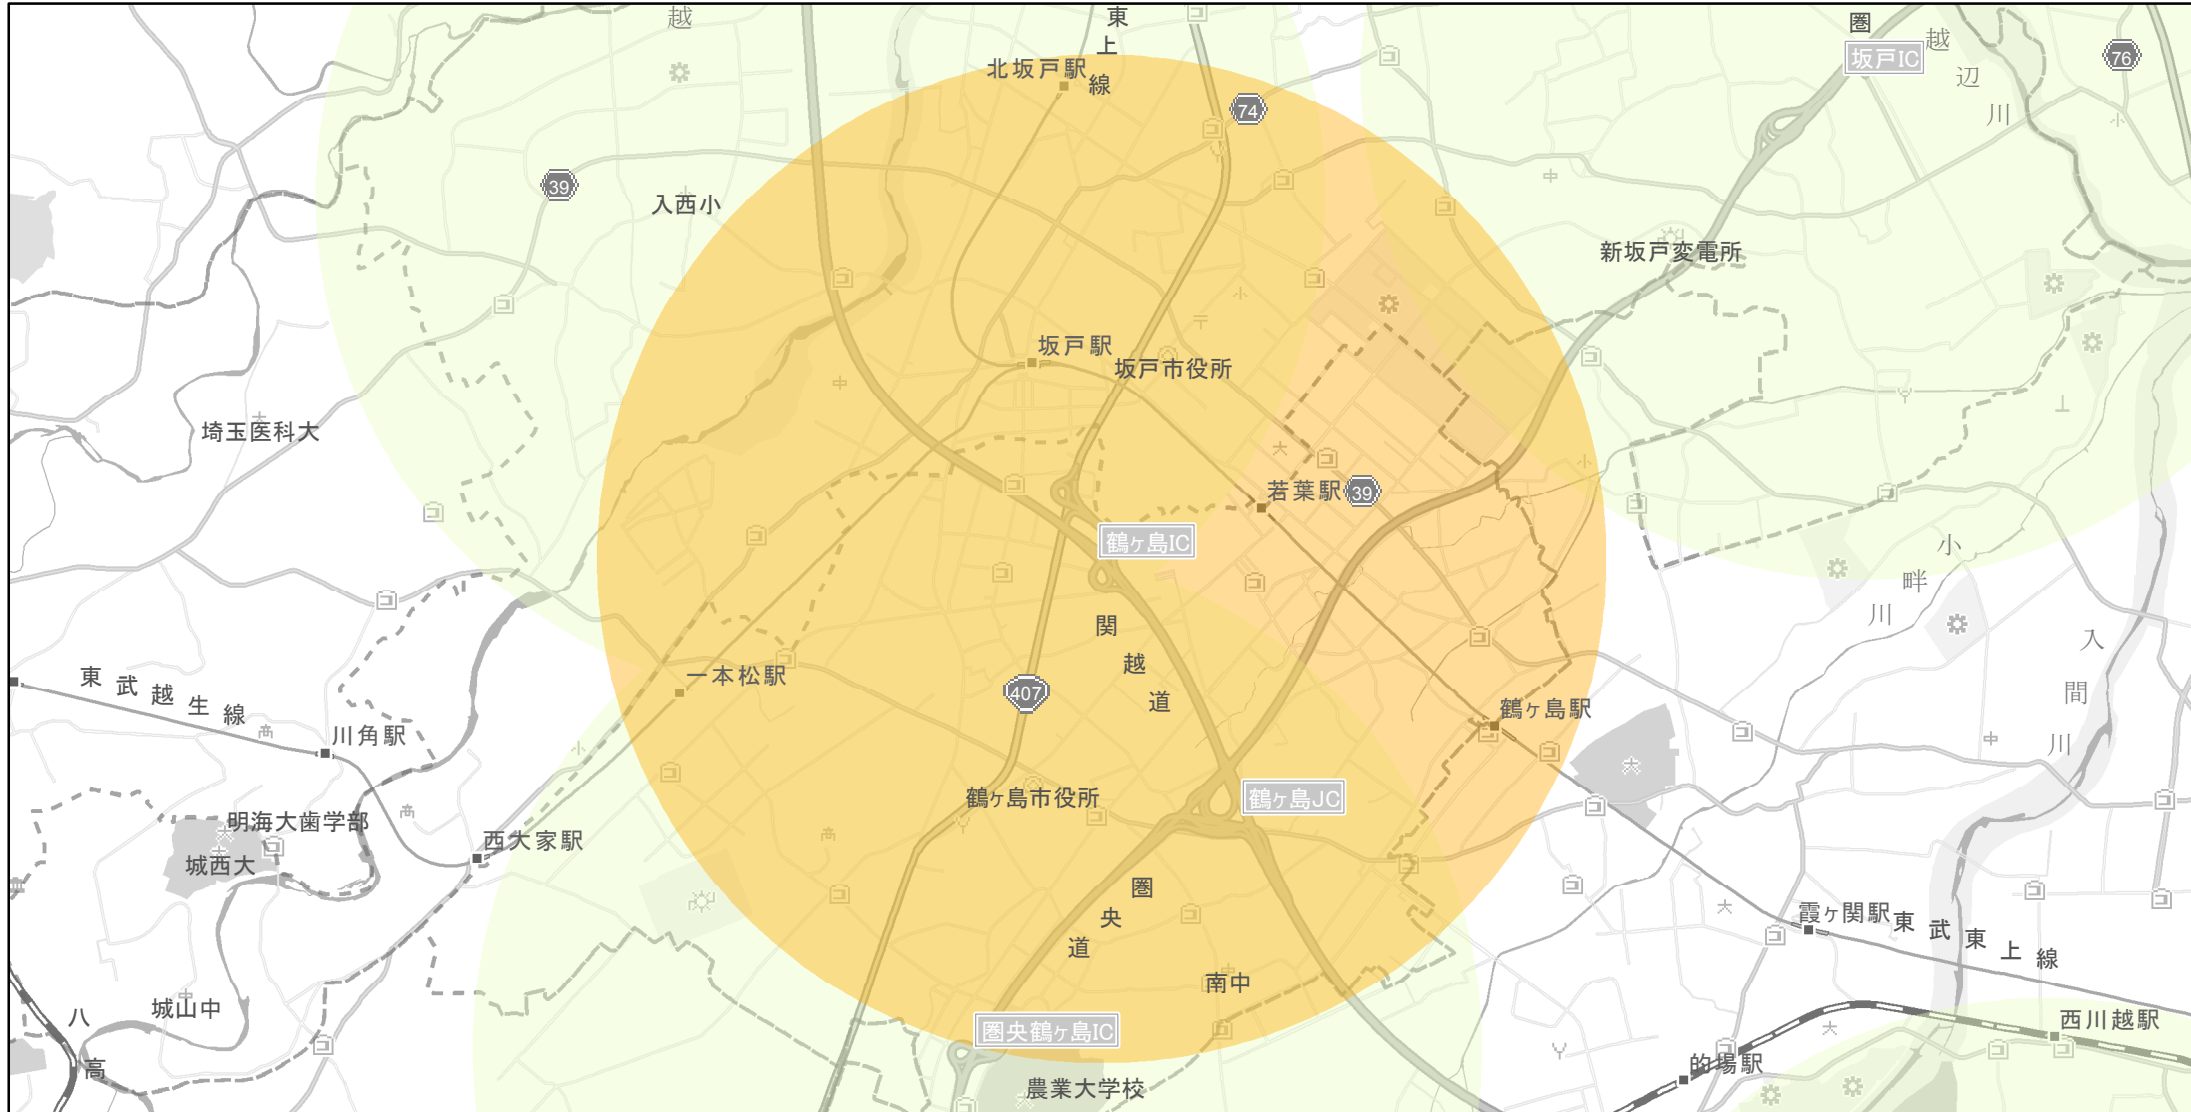 越
東上線
圏
坂戸IC
越辺川
76
北坂戸駅
74
39
入西小
新坂戸変電所
坂戸駅
坂戸市役所
埼玉医科大
若葉駅
39
鶴ヶ島IC
小畔川
関越道
入間川
東武越生線
一本松駅
407
川角駅
鶴ヶ島駅
鶴ヶ島市役所
鶴ヶ島JC
明海大歯学部
城西大
西大家駅
圏央道
霞ヶ関駅
東武東上線
南中
城山中
八高
圏央鶴ヶ島IC
西川越駅
的場駅
農業大学校